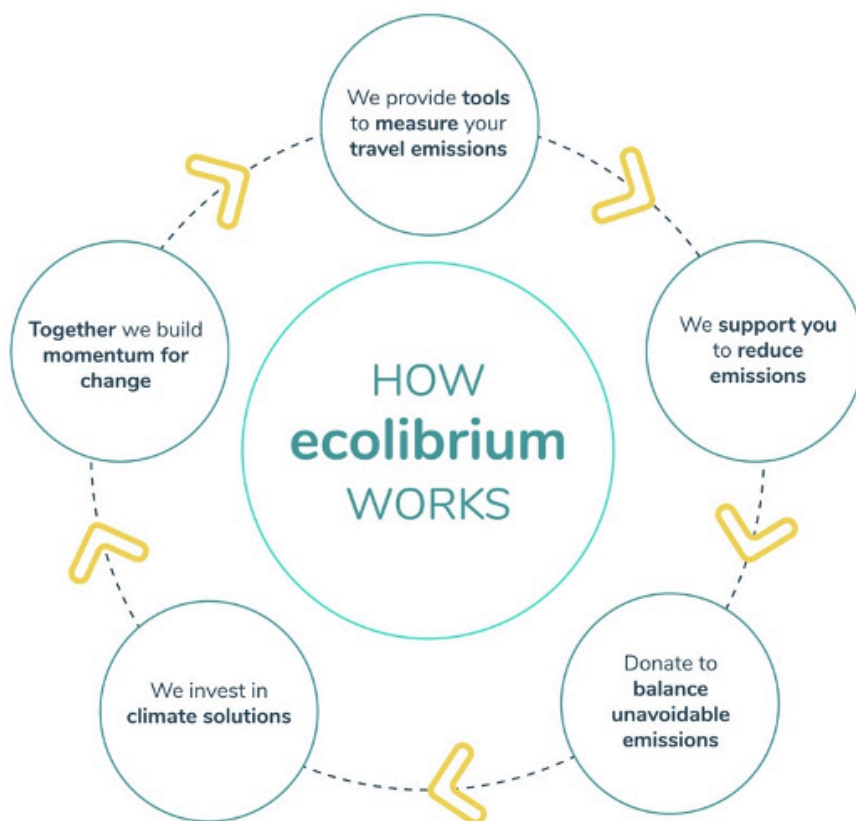 HOW
ecolibrium
WORKS
We provide tools
to measure your
travel emissions
We support you
to reduce
emissions
Donate to
balance
unavoidable
emissions
We invest in
climate solutions
Together we build
momentum for
change